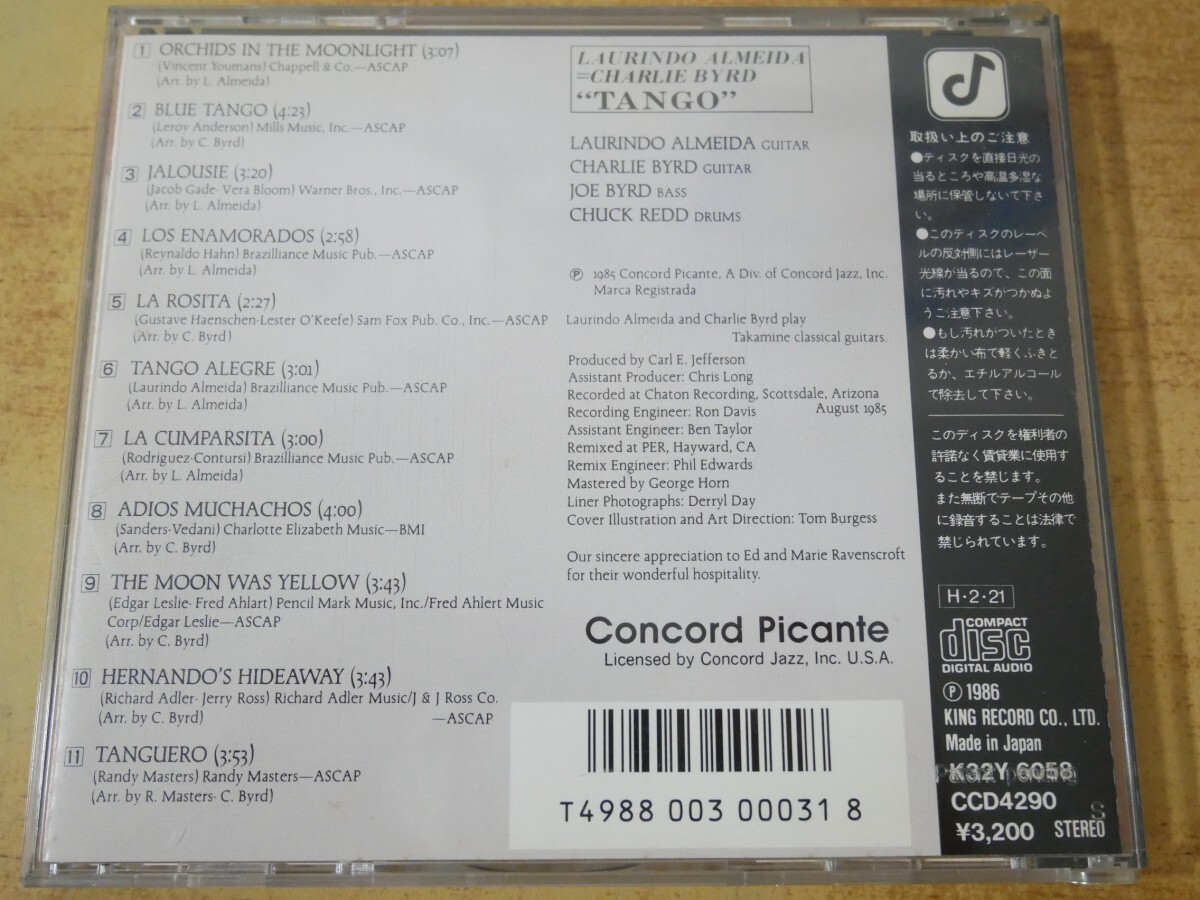 1 ORCHIDS IN THE MOONLIGHT (3:07)
(Vincent Youmans) Chappell & Co.—ASCAP
(Arr. by L. Almeida)
2 BLUE TANGO (4:23)
(Leroy Anderson) Mills Music, Inc.—ASCAP
(Arr. by C. Byrd)
3 JALOUSIE (3:20)
(Jacob Gade- Vera Bloom) Warner Bros., Inc.—ASCAP
(Arr. by L. Almeida)
4 LOS ENAMORADOS (2:58)
(Reynaldo Hahn) Brazilliance Music Pub.—ASCAP
(Arr. by L. Almeida)
5 LA ROSITA (2:27)
(Gustave Haenschen-Lester O'Keefe) Sam Fox Pub. Co., Inc.—ASCAP
(Arr. by C. Byrd)
6 TANGO ALEGRE (3:01)
(Laurindo Almeida) Brazilliance Music Pub.—ASCAP
(Arr. by L. Almeida)
7 LA CUMPARSITA (3:00)
(Rodriguez-Contursi) Brazilliance Music Pub.—ASCAP
(Arr. by L. Almeida)
8 ADIOS MUCHACHOS (4:00)
(Sanders-Vedani) Charlotte Elizabeth Music—BMI
(Arr. by C. Byrd)
9 THE MOON WAS YELLOW (3:43)
(Edgar Leslie- Fred Ahlart) Pencil Mark Music, Inc./Fred Ahlert Music
Corp/Edgar Leslie—ASCAP
(Arr. by C. Byrd)
10 HERNANDO'S HIDEAWAY (3:43)
(Richard Adler- Jerry Ross) Richard Adler Music/J & J Ross Co.
(Arr. by C. Byrd) —ASCAP
11 TANGUERO (3:53)
(Randy Masters) Randy Masters—ASCAP
(Arr. by R. Masters- C. Byrd)
LAURINDO ALMEIDA
=CHARLIE BYRD
“TANGO”
LAURINDO ALMEIDA GUITAR
CHARLIE BYRD GUITAR
JOE BYRD BASS
CHUCK REDD DRUMS
℗ 1985 Concord Picante, A Div. of Concord Jazz, Inc.
Marca Registrada
Laurindo Almeida and Charlie Byrd play
Takamine classical guitars.
Produced by Carl E. Jefferson
Assistant Producer: Chris Long
Recorded at Chaton Recording, Scottsdale, Arizona
Recording Engineer: Ron Davis August 1985
Assistant Engineer: Ben Taylor
Remixed at PER, Hayward, CA
Remix Engineer: Phil Edwards
Mastered by George Horn
Liner Photographs: Derryl Day
Cover Illustration and Art Direction: Tom Burgess
Our sincere appreciation to Ed and Marie Ravenscroft
for their wonderful hospitality.
Concord Picante
Licensed by Concord Jazz, Inc. U.S.A.
T4988 003 00031 8
取扱い上のご注意
●ディスクを直接日光の
当るところや高温多湿な
場所に保管しないで下さ
い。
●このディスクのレーベ
ルの反対側にはレーザー
光線が当るので、この面
に汚れやキズがつかぬよ
うご注意下さい。
●もし汚れがついたとき
は柔かい布で軽くふきと
るか、エチルアルコール
で除去して下さい。
このディスクを権利者の
許諾なく賃貸業に使用す
ることを禁じます。
また無断でテープその他
に録音することは法律で
禁じられています。
H・2・21
COMPACT
disc
DIGITAL AUDIO
℗ 1986
KING RECORD CO., LTD.
Made in Japan
K32Y 6058
Patent pending
CCD4290
S
¥3,200 STEREO